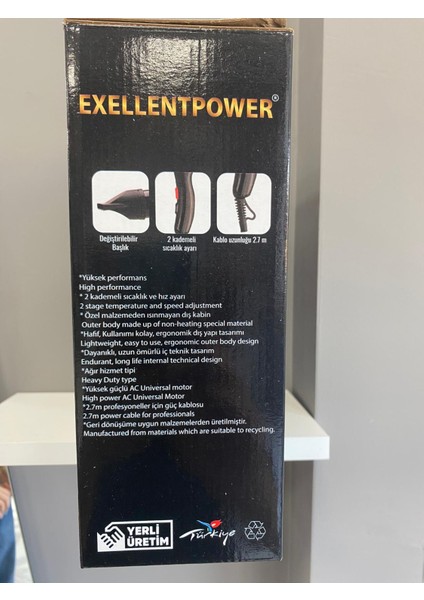 EXELLENTPOWER®
Değiştirilebilir
Başlık
2 kademeli
sıcaklık ayarı
Kablo uzunluğu 2.7 m
*Yüksek performans
High performance
* 2 kademeli sıcaklık ve hız ayarı
2 stage temperature and speed adjustment
* Özel malzemeden ısınmayan dış kabin
Outer body made up of non-heating special material
*Hafif, Kullanımı kolay, ergonomik dış yapı tasarımı
Lightweight, easy to use, ergonomic outer body design
*Dayanıklı, uzun ömürlü iç teknik tasarım
Endurant, long life internal technical design
*Ağır hizmet tipi
Heavy Duty type
*Yüksek güçlü AC Universal motor
High power AC Universal Motor
*2.7m profesyoneller için güç kablosu
2.7m power cable for professionals
*Geri dönüşüme uygun malzemelerden üretilmiştir.
Manufactured from materials which are suitable to recycling.
YERLİ
ÜRETİM
Türkiye